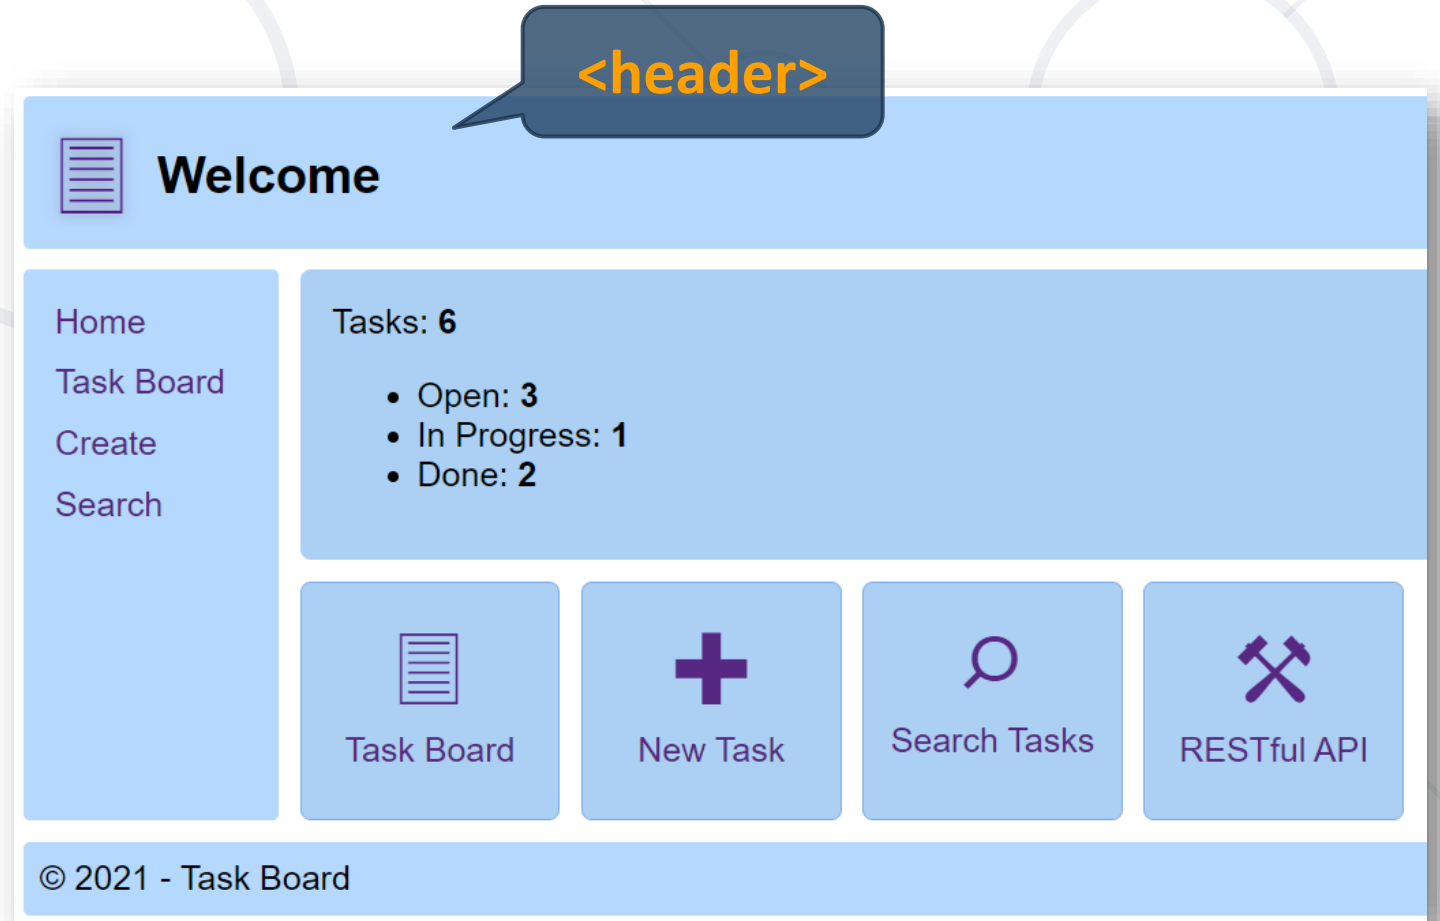 <header>
Welcome
Home
Task Board
Create
Search
Tasks: 6
• Open: 3
• In Progress: 1
• Done: 2
Task Board
New Task
Search Tasks
RESTful API
© 2021 - Task Board